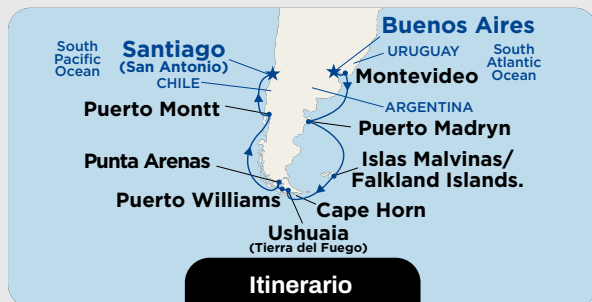 Buenos Aires
South
Pacific
Ocean
Santiago
(San Antonio)
CHILE
URUGUAY
South
Atlantic
Ocean
Montevideo
Puerto Montt
ARGENTINA
Puerto Madryn
Punta Arenas
Islas Malvinas/
Falkland Islands.
Puerto Williams
Cape Horn
Ushuaia
(Tierra del Fuego)
Itinerario